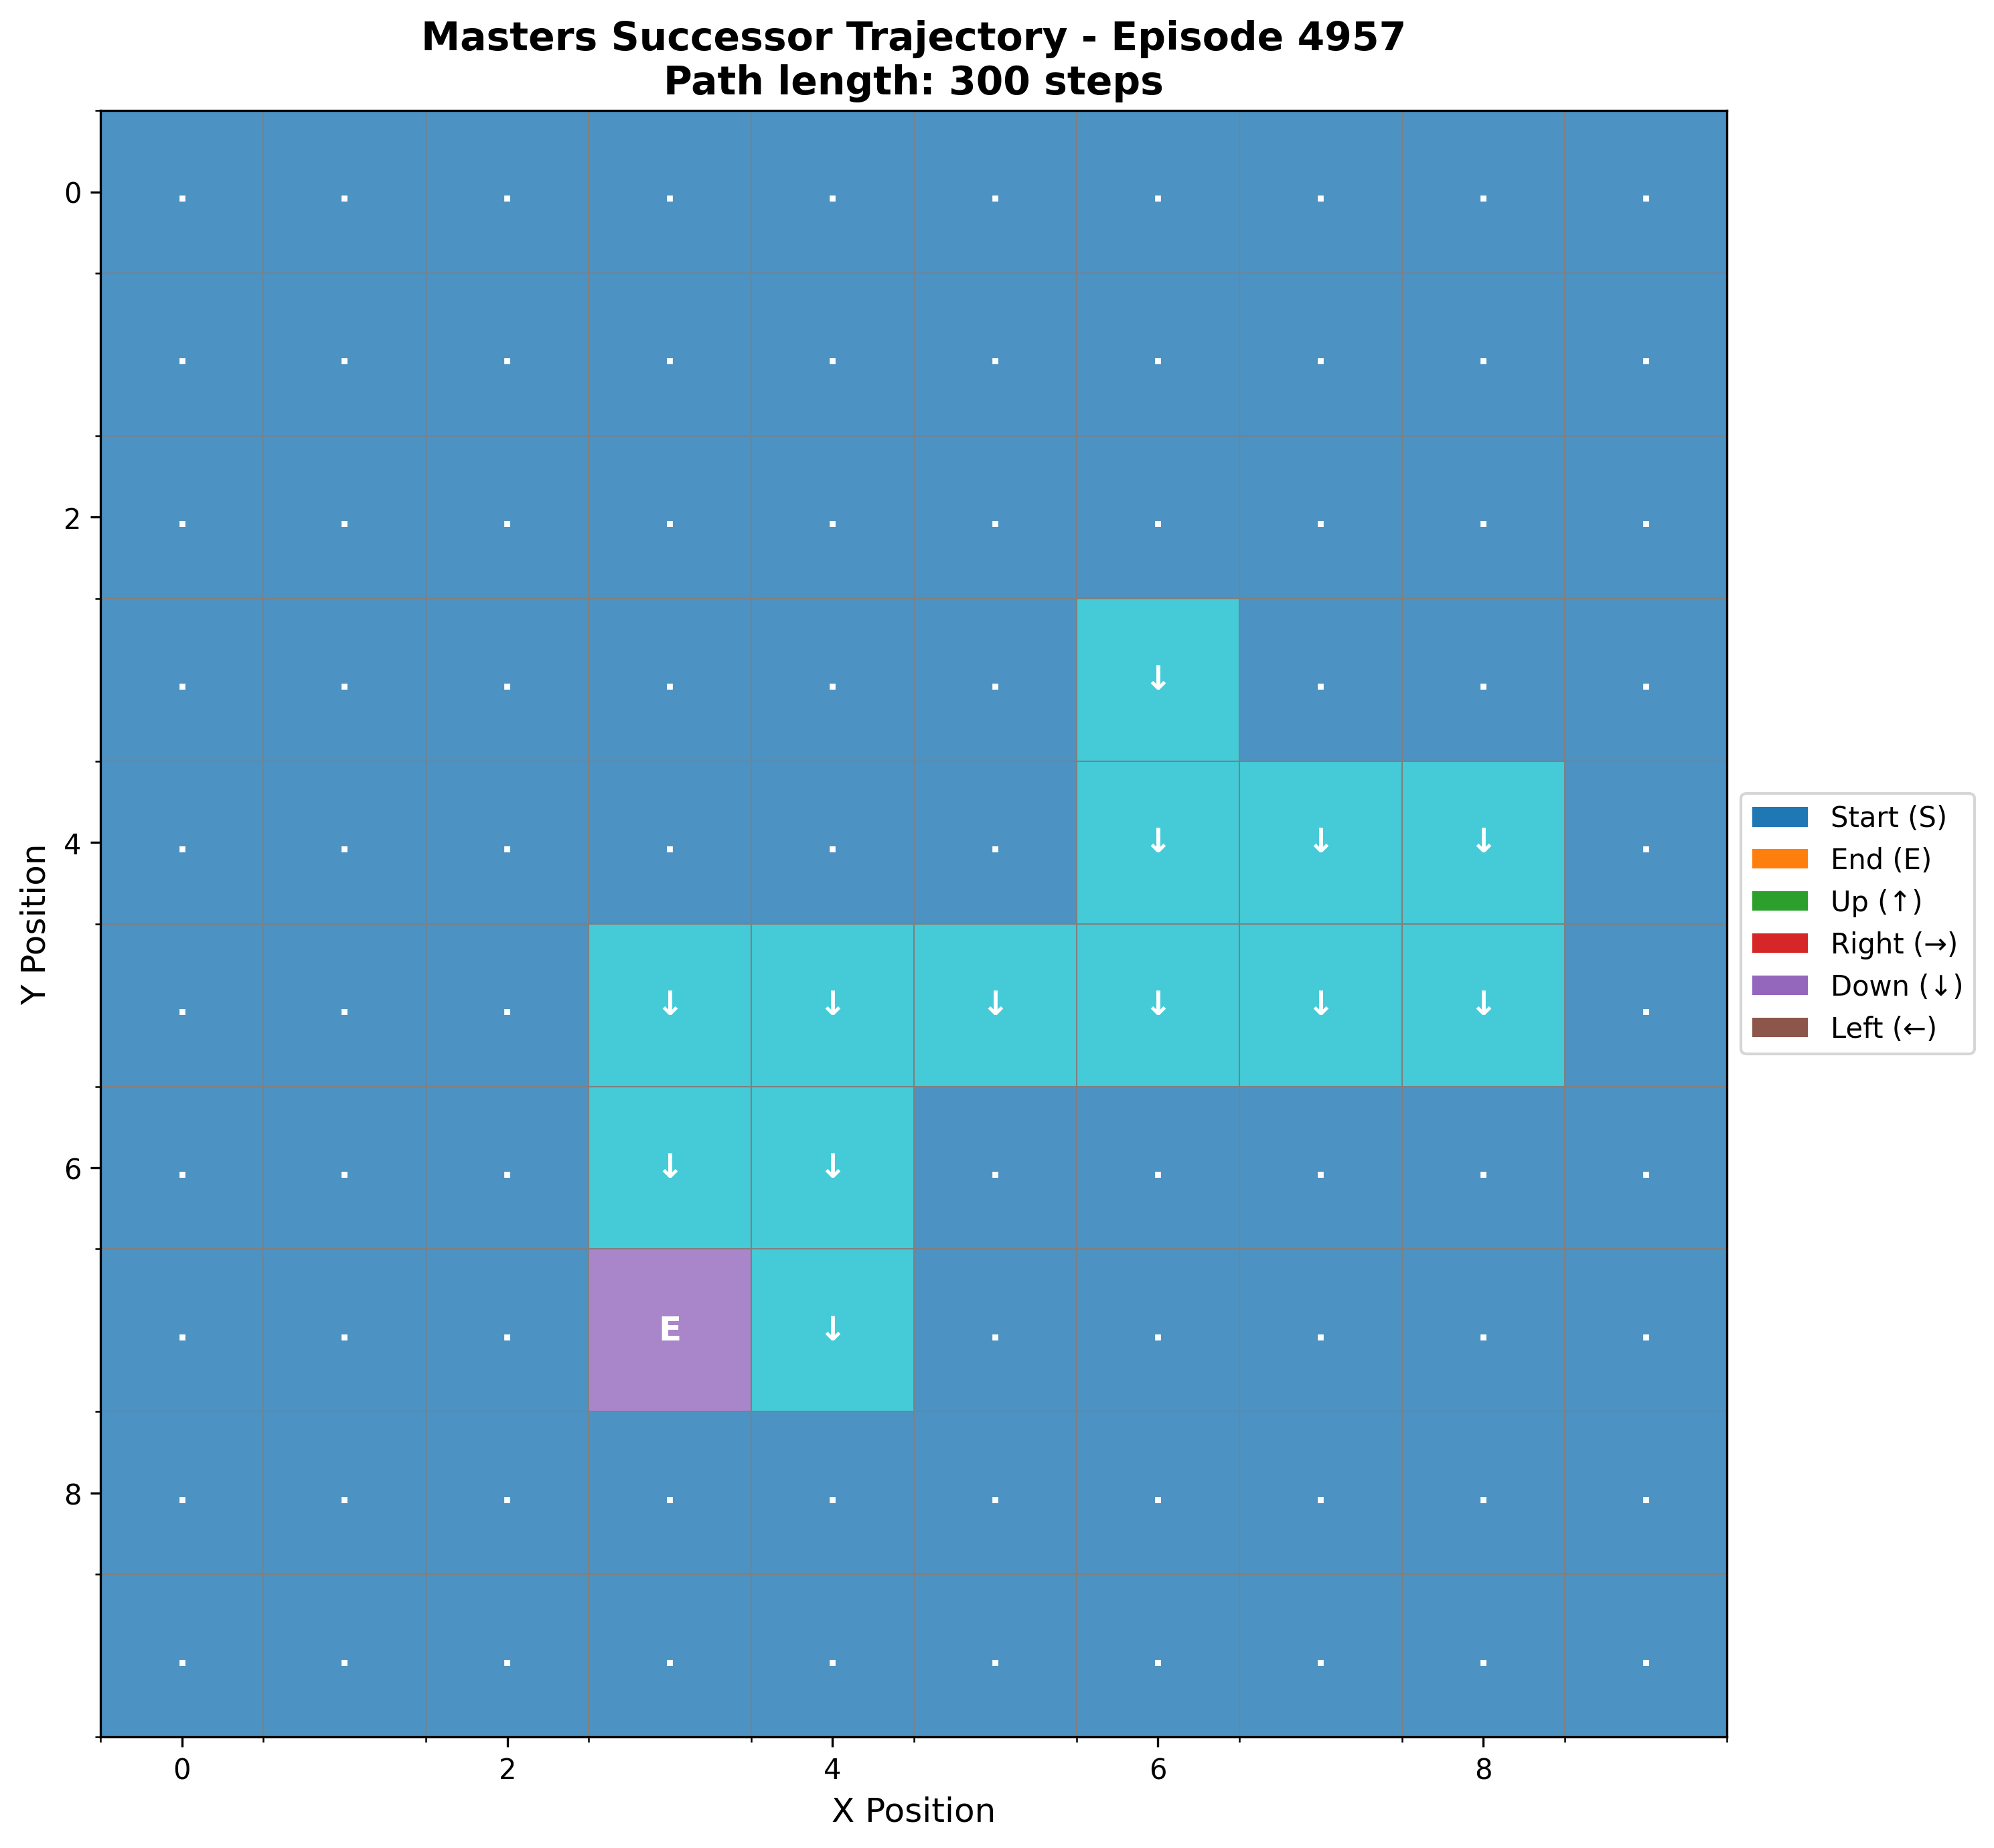 Masters Successor Trajectory - Episode 4957
Path length: 300 steps
0
. . . . . . . . . .
. . . . . . . . . .
2
. . . . . . . . . .
. . . . . . ↓ . . .
4
. . . . . . ↓ ↓ ↓ .
. . . ↓ ↓ ↓ ↓ ↓ ↓ .
6
. . . ↓ ↓ . . . . .
. . . E ↓ . . . . .
8
. . . . . . . . . .
. . . . . . . . . .
0 2 4 6 8
X Position
Y Position
Start (S)
End (E)
Up (↑)
Right (→)
Down (↓)
Left (←)